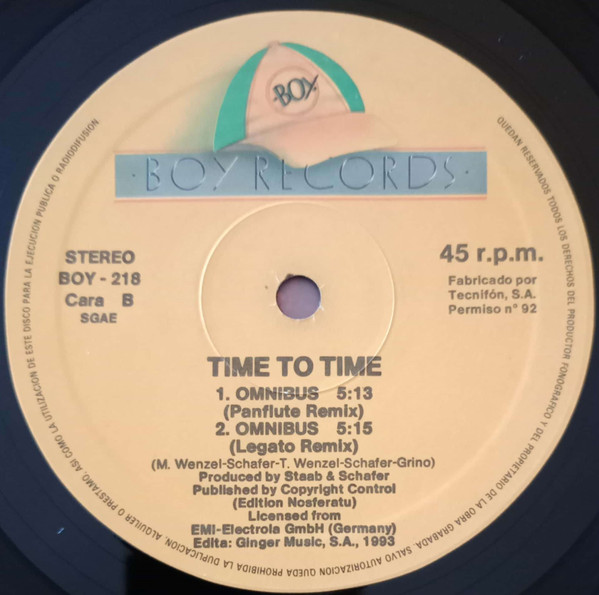 BOY
·BOY RECORDS·
STEREO
BOY - 218
Cara B
SGAE
45 r.p.m.
Fabricado por
Tecnifón, S.A.
Permiso n° 92
TIME TO TIME
1. OMNIBUS 5:13
(Panflute Remix)
2. OMNIBUS 5:15
(Legato Remix)
(M. Wenzel-Schafer-T. Wenzel-Schafer-Grino)
Produced by Staab & Schafer
Published by Copyright Control
(Edition Nosferatu)
Licensed from
EMI-Electrola GmbH (Germany)
Edita: Ginger Music, S.A., 1993
QUEDAN RESERVADOS TODOS LOS DERECHOS DEL PRODUCTOR FONOGRAFICO Y DEL PROPIETARIO DE LA OBRA GRABADA. SALVO AUTORIZACION QUEDA PROHIBIDA LA DUPLICACION, ALQUILER O PRESTAMO, ASI COMO LA UTILIZACION DE ESTE DISCO PARA LA EJECUCION PUBLICA O RADIODIFUSION.